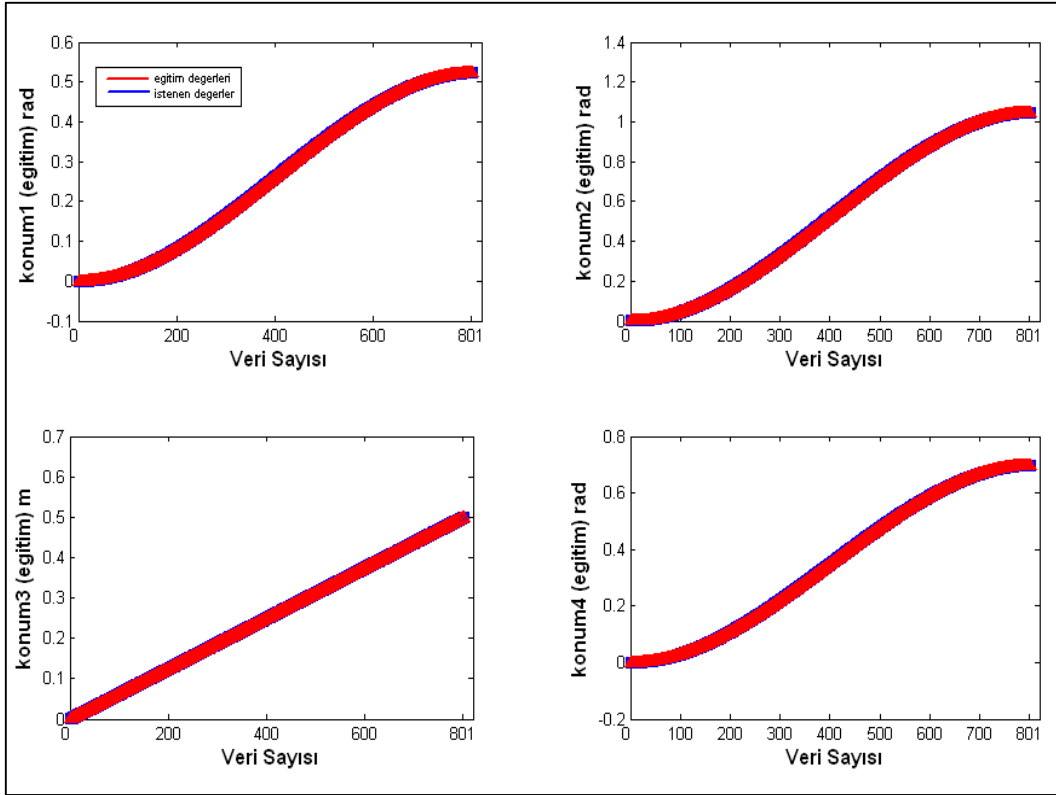 0.6
0.5
0.4
0.3
0.2
0.1
0
-0.1
konum1 (egitim) rad
egitim degerleri
istenen degerler
0 200 400 600 801
Veri Sayısı
1.4
1.2
1
0.8
0.6
0.4
0.2
0
konum2 (egitim) rad
0 100 200 300 400 500 600 700 801
Veri Sayısı
0.7
0.6
0.5
0.4
0.3
0.2
0.1
0
konum3 (egitim) m
0 200 400 600 801
Veri Sayısı
0.8
0.6
0.4
0.2
0
-0.2
konum4 (egitim) rad
0 100 200 300 400 500 600 700 801
Veri Sayısı